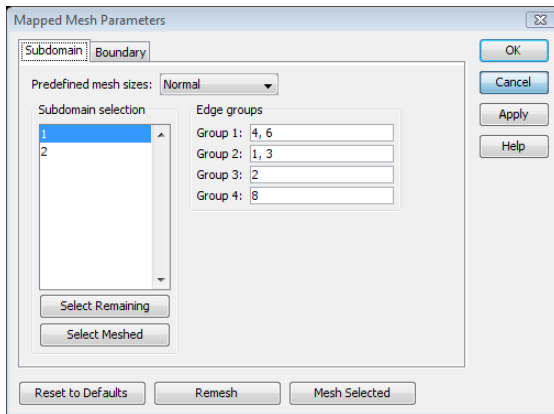 Mapped Mesh Parameters
Subdomain Boundary
OK
Predefined mesh sizes: Normal
Cancel
Subdomain selection
Edge groups
Apply
1
Group 1: 4, 6
2
Group 2: 1, 3
Help
Group 3: 2
Group 4: 8
Select Remaining
Select Meshed
Reset to Defaults
Remesh
Mesh Selected